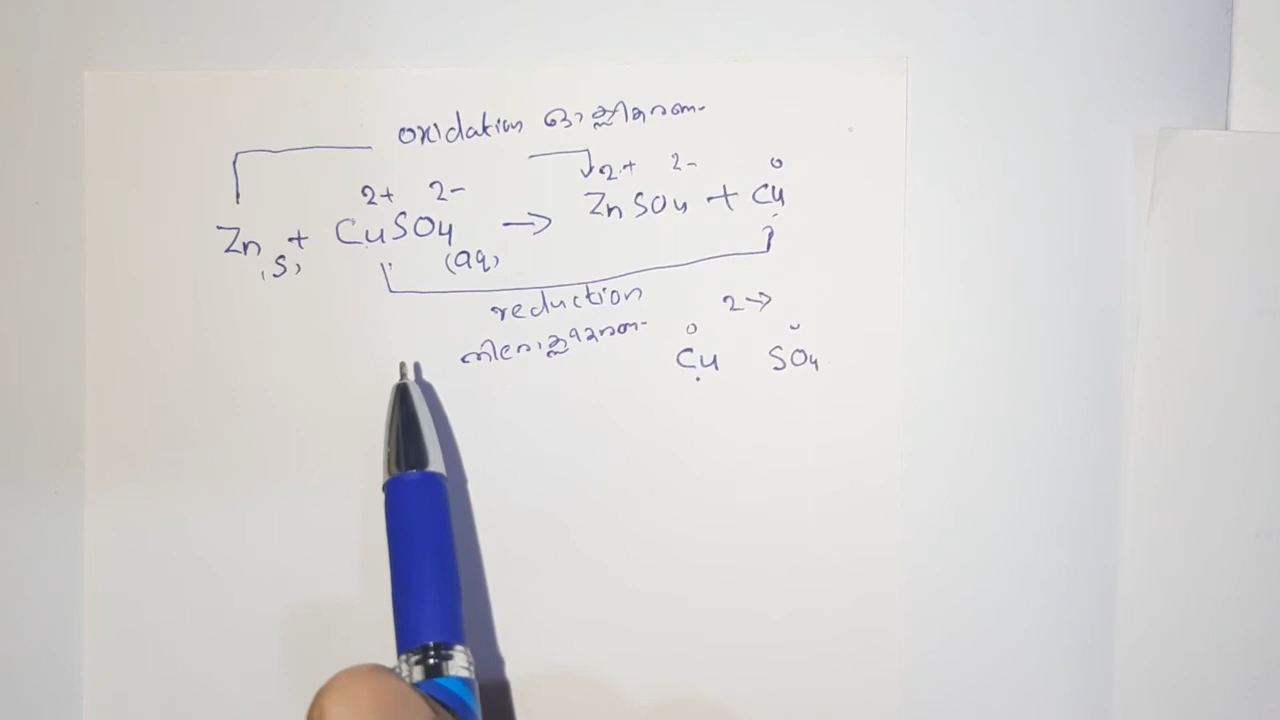 oxidation ഓക്സീകരണം
2+ 2- 2+ 2- 0
Zn + CuSO4 → ZnSO4 + Cu
(s) (aq)
reduction
നിരോക്സീകരണം
2→
0
Cu SO4